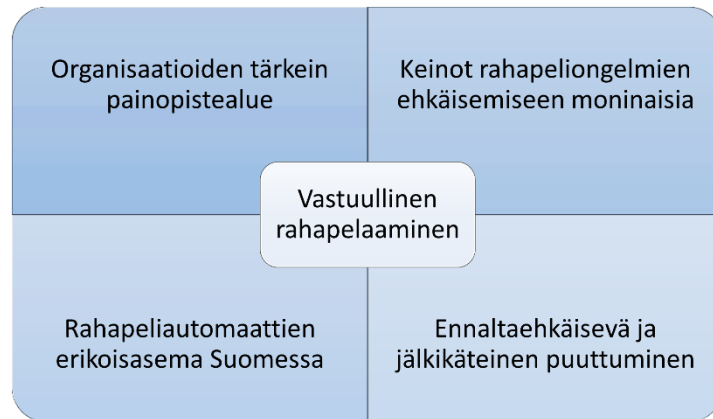 Organisaatioiden tärkein
painopistealue
Keinot rahapeliongelmien
ehkäisemiseen moninaisia
Vastuullinen
rahapelaaminen
Rahapeliautomaattien
erikoisasema Suomessa
Ennaltaehkäisevä ja
jälkikäteinen puuttuminen